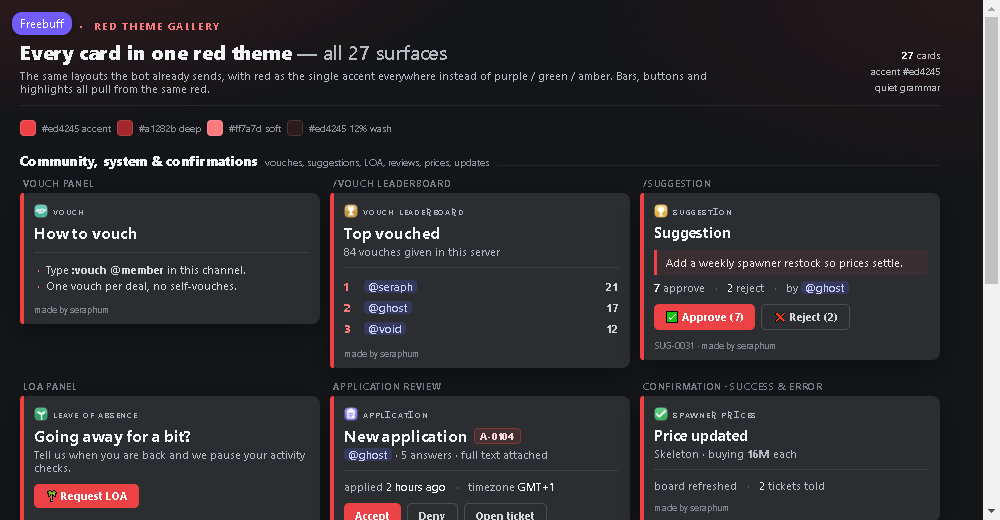 Freebuff · RED THEME GALLERY
Every card in one red theme — all 27 surfaces
The same layouts the bot already sends, with red as the single accent everywhere instead of purple / green / amber. Bars, buttons and
highlights all pull from the same red.
27 cards
accent #ed4245
quiet grammar
#ed4245 accent #a1282b deep #ff7a7d soft #ed4245 12% wash
Community, system & confirmations vouches, suggestions, LOA, reviews, prices, updates
VOUCH PANEL
VOUCH
How to vouch
· Type :vouch @member in this channel.
· One vouch per deal, no self-vouches.
made by seraphum
/VOUCH LEADERBOARD
VOUCH LEADERBOARD
Top vouched
84 vouches given in this server
1 @seraph 21
2 @ghost 17
3 @void 12
made by seraphum
/SUGGESTION
SUGGESTION
Suggestion
Add a weekly spawner restock so prices settle.
7 approve · 2 reject · by @ghost
✅ Approve (7) ❌ Reject (2)
SUG-0031 · made by seraphum
LOA PANEL
LEAVE OF ABSENCE
Going away for a bit?
Tell us when you are back and we pause your activity
checks.
🌴 Request LOA
APPLICATION REVIEW
APPLICATION
New application A-0104
@ghost · 5 answers · full text attached
applied 2 hours ago · timezone GMT+1
Accept Deny Open ticket
CONFIRMATION · SUCCESS & ERROR
SPAWNER PRICES
Price updated
Skeleton · buying 16M each
board refreshed · 2 tickets told
made by seraphum